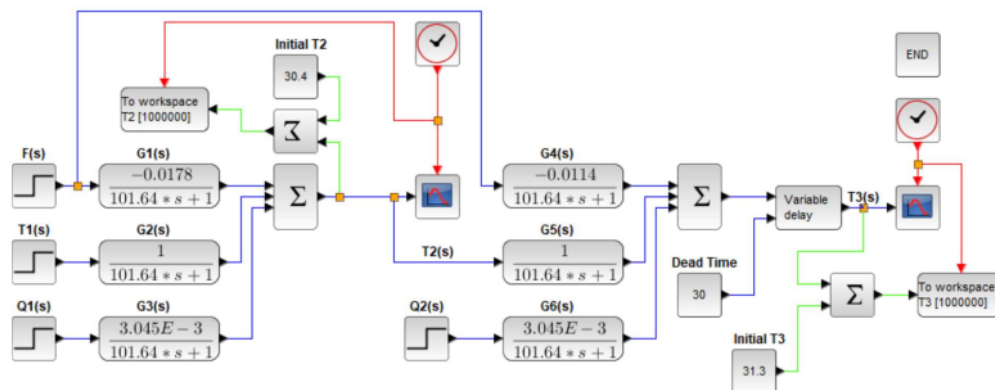 Initial T2
30.4
END
To workspace
T2 [1000000]
Σ
F(s)
G1(s)
-0.0178
101.64 * s + 1
Σ
G4(s)
-0.0114
101.64 * s + 1
Σ
Variable
delay
T3(s)
T1(s)
G2(s)
1
101.64 * s + 1
T2(s)
G5(s)
1
101.64 * s + 1
Dead Time
30
Σ
To workspace
T3 [1000000]
Q1(s)
G3(s)
3.045E - 3
101.64 * s + 1
Q2(s)
G6(s)
3.045E - 3
101.64 * s + 1
Initial T3
31.3